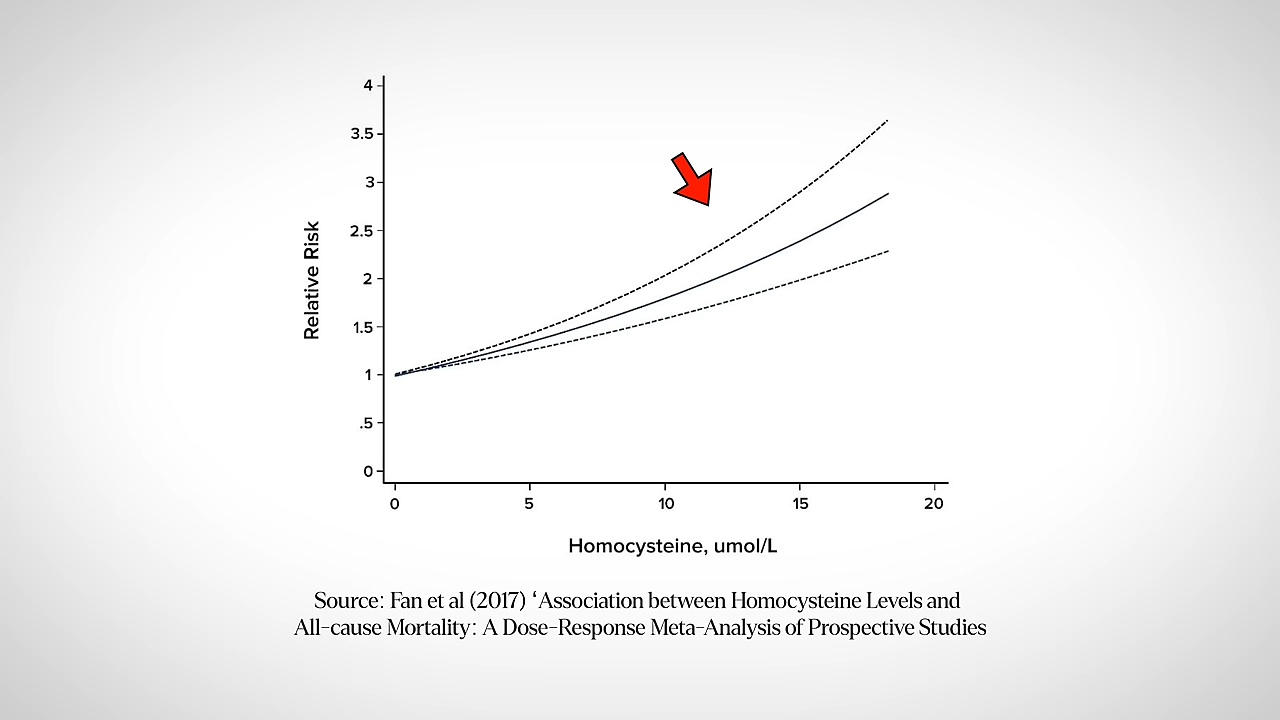 4
3.5
3
2.5
2
1.5
1
.5
0
Relative Risk
0 5 10 15 20
Homocysteine, umol/L
Source: Fan et al (2017) ‘Association between Homocysteine Levels and
All-cause Mortality: A Dose-Response Meta-Analysis of Prospective Studies